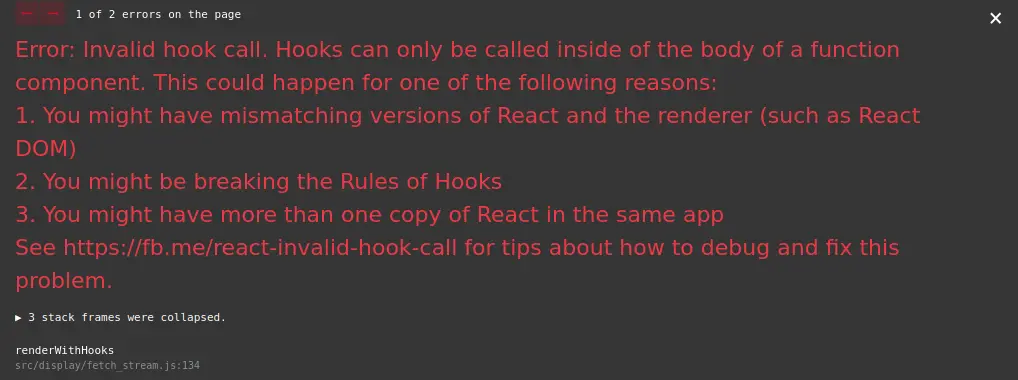 1 of 2 errors on the page
Error: Invalid hook call. Hooks can only be called inside of the body of a function
component. This could happen for one of the following reasons:
1. You might have mismatching versions of React and the renderer (such as React
DOM)
2. You might be breaking the Rules of Hooks
3. You might have more than one copy of React in the same app
See https://fb.me/react-invalid-hook-call for tips about how to debug and fix this
problem.
▶ 3 stack frames were collapsed.
renderWithHooks
src/display/fetch_stream.js:134